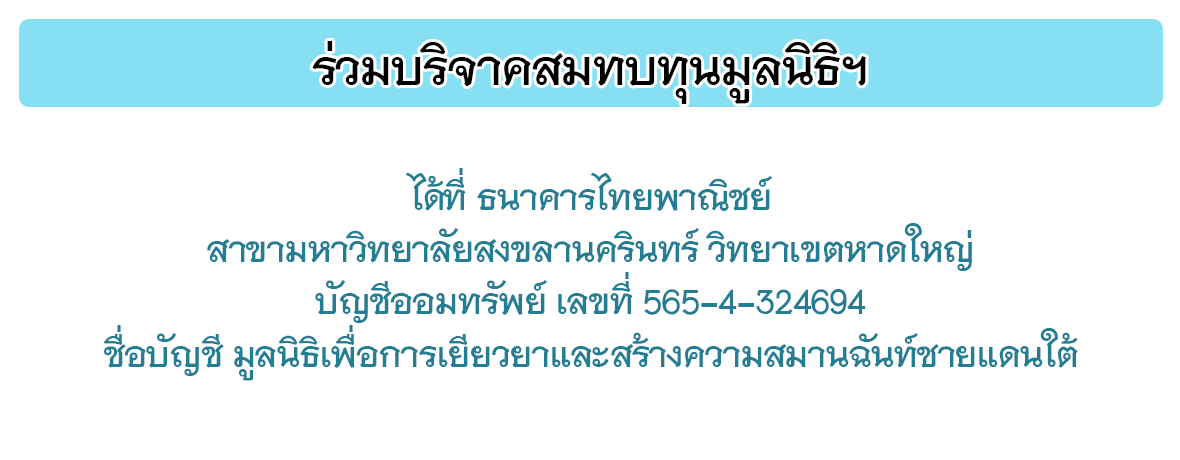 ร่วมบริจาคสมทบทุนมูลนิธิฯ
ได้ที่ ธนาคารไทยพาณิชย์
สาขามหาวิทยาลัยสงขลานครินทร์ วิทยาเขตหาดใหญ่
บัญชีออมทรัพย์ เลขที่ 565-4-324694
ชื่อบัญชี มูลนิธิเพื่อการเยียวยาและสร้างความสมานฉันท์ชายแดนใต้